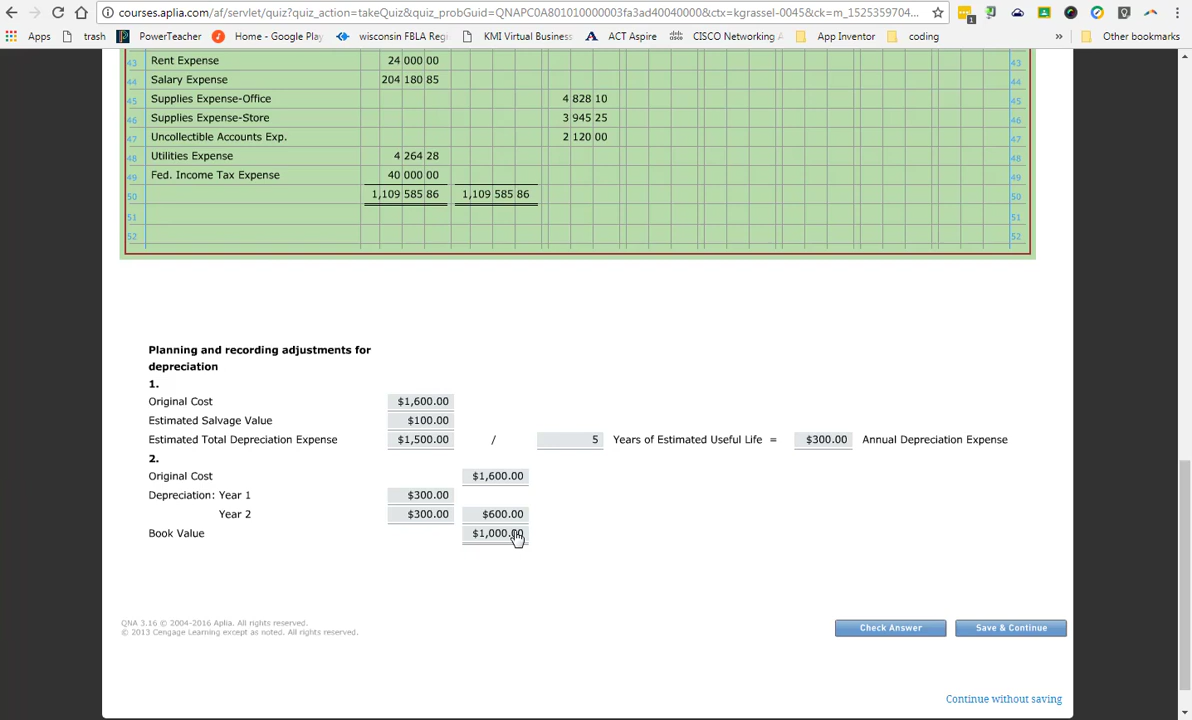 courses.aplia.com/af/servlet/quiz?quiz_action=takeQuiz&quiz_probGuid=QNAPC0A801010000003fa3ad40040000&ctx=kgrassel-0045&ck=m_1525359704...
Apps trash PowerTeacher Home - Google Play wisconsin FBLA Reg KMI Virtual Business ACT Aspire CISCO Networking A App Inventor coding » Other bookmarks
43 Rent Expense 24 000 00 43
44 Salary Expense 204 180 85 44
45 Supplies Expense-Office 4 828 10 45
46 Supplies Expense-Store 3 945 25 46
47 Uncollectible Accounts Exp. 2 120 00 47
48 Utilities Expense 4 264 28 48
49 Fed. Income Tax Expense 40 000 00 49
50 1,109 585 86 1,109 585 86 50
51 51
52 52
Planning and recording adjustments for
depreciation
1.
Original Cost $1,600.00
Estimated Salvage Value $100.00
Estimated Total Depreciation Expense $1,500.00 / 5 Years of Estimated Useful Life = $300.00 Annual Depreciation Expense
2.
Original Cost $1,600.00
Depreciation: Year 1 $300.00
Year 2 $300.00 $600.00
Book Value $1,000.00
QNA 3.16 © 2004-2016 Aplia. All rights reserved.
© 2013 Cengage Learning except as noted. All rights reserved.
Check Answer Save & Continue
Continue without saving